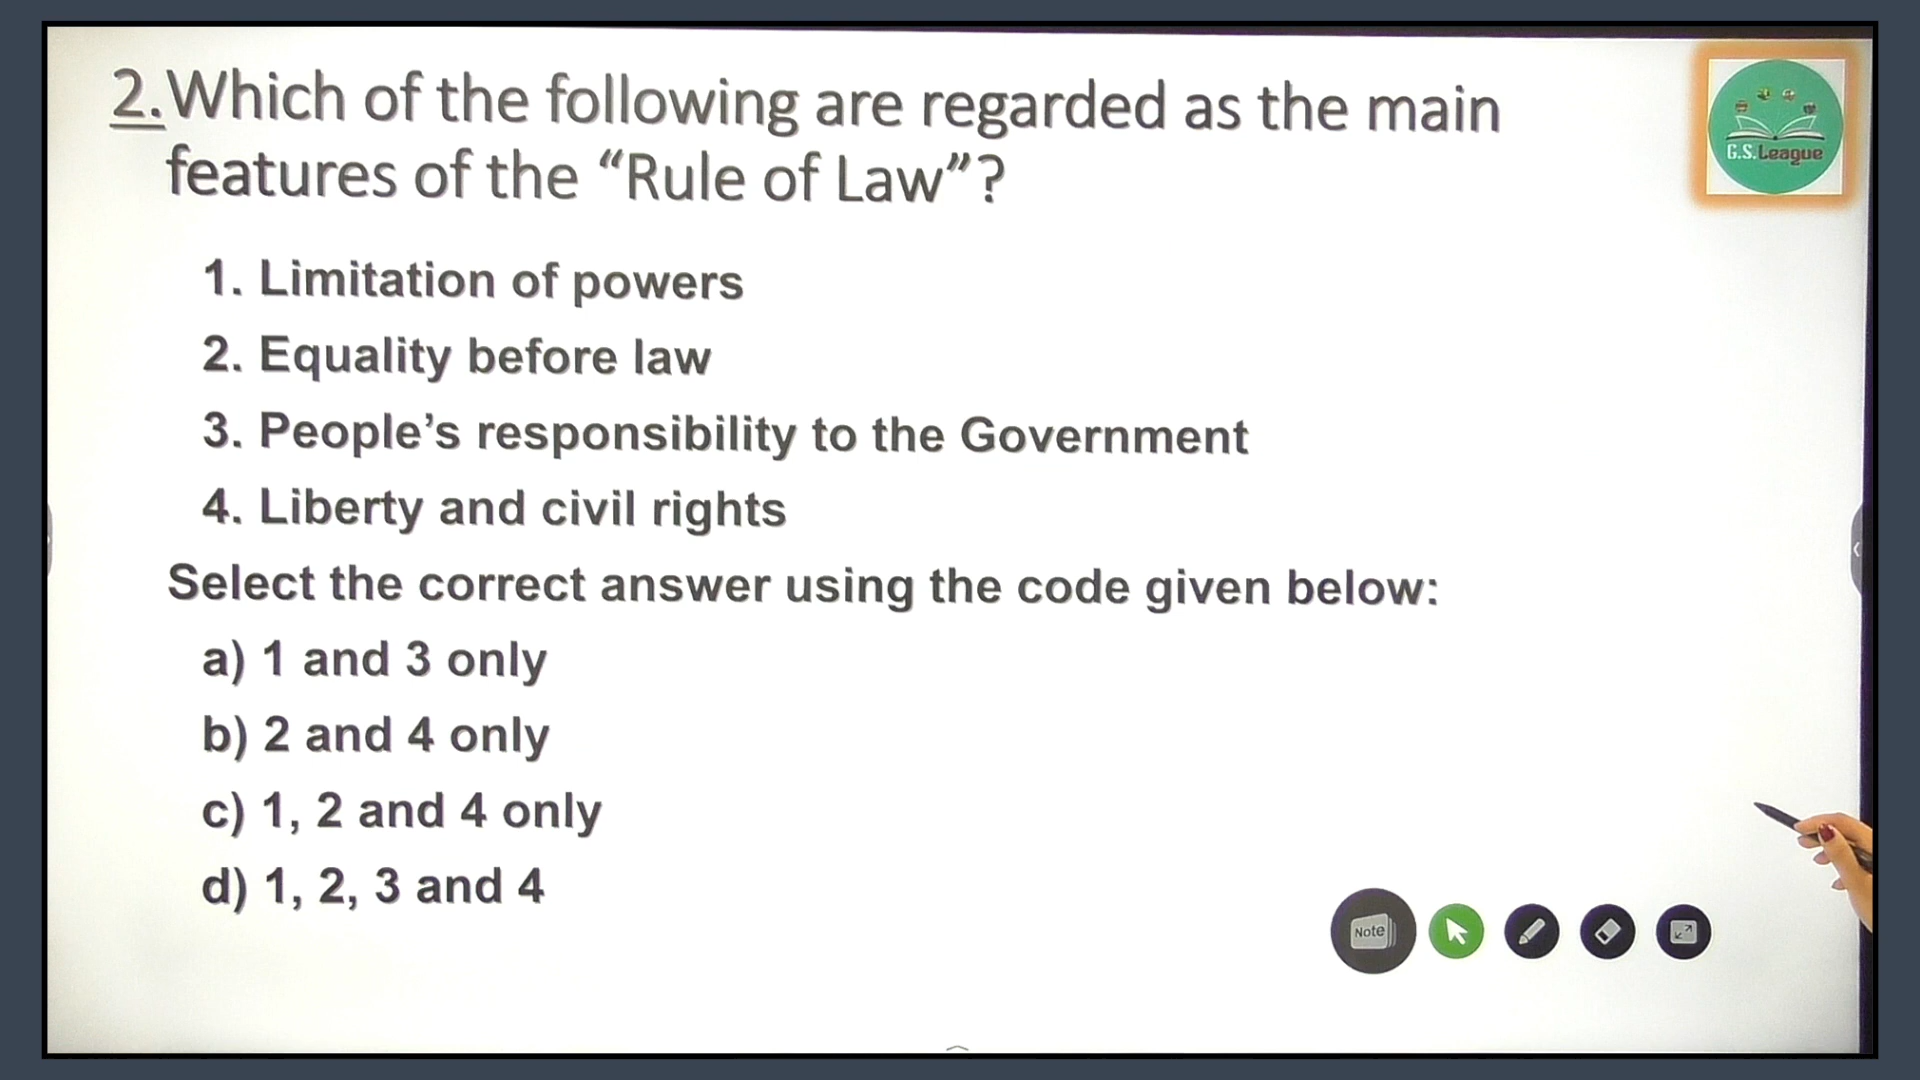 2.Which of the following are regarded as the main
features of the “Rule of Law”?
G.S.League
1. Limitation of powers
2. Equality before law
3. People’s responsibility to the Government
4. Liberty and civil rights
Select the correct answer using the code given below:
a) 1 and 3 only
b) 2 and 4 only
c) 1, 2 and 4 only
d) 1, 2, 3 and 4
Note